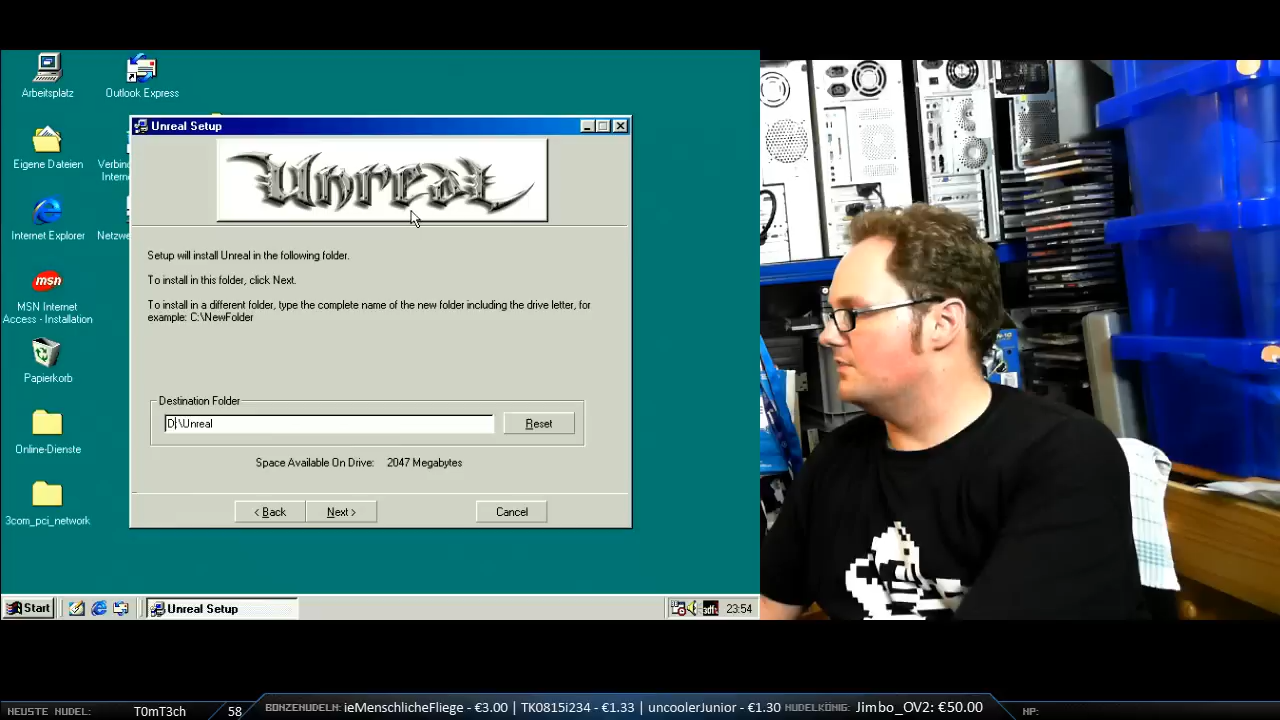 Arbeitsplatz
Outlook Express
Eigene Dateien
Verbind
Intern
Internet Explorer
Netzwe
msn
MSN Internet
Access - Installation
Papierkorb
Online-Dienste
3com_pci_network
Unreal Setup
Unreal
Setup will install Unreal in the following folder.
To install in this folder, click Next.
To install in a different folder, type the complete name of the new folder including the drive letter, for
example: C:\NewFolder
Destination Folder
D:\Unreal
Reset
Space Available On Drive: 2047 Megabytes
< Back
Next >
Cancel
Start
Unreal Setup
23:54
HEUSTE NUDEL: T0mT3ch 58
BONZENUDELN: ieMenschlicheFliege - €3.00 | TK0815i234 - €1.33 | uncoolerJunior - €1.30
NUDELKÖNIG: Jimbo_OV2: €50.00
NP: